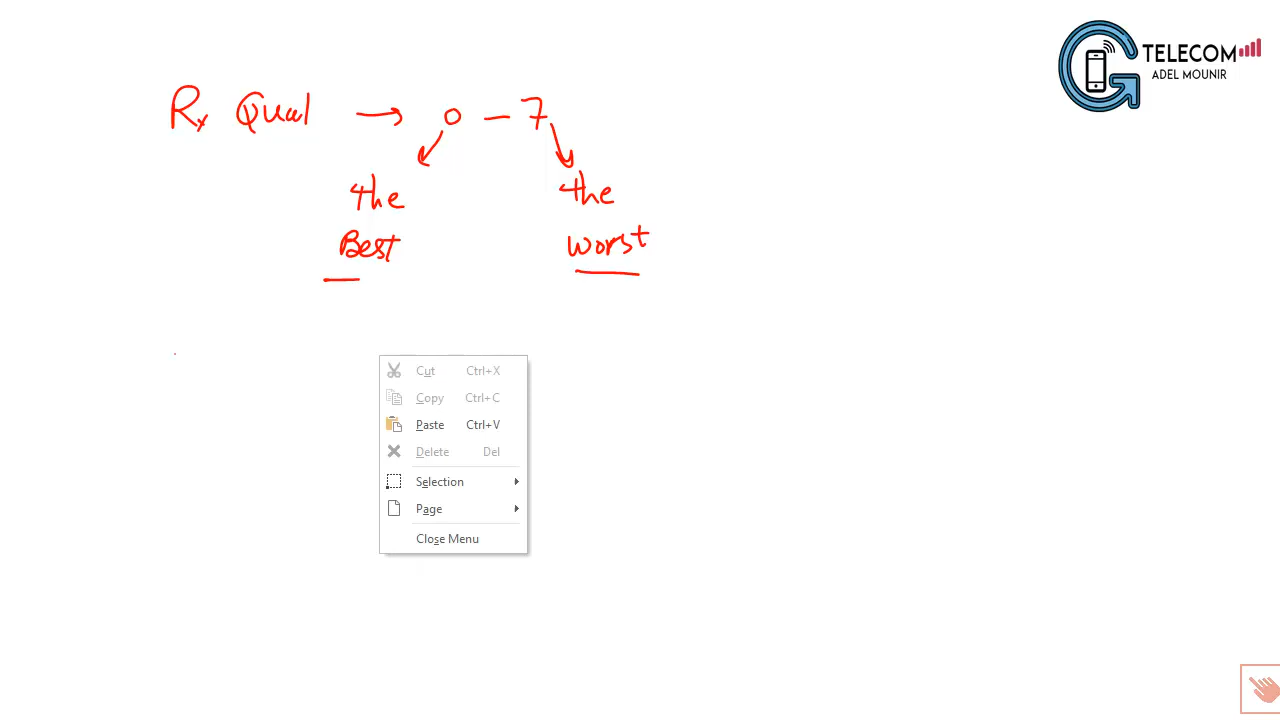 TELECOM
ADEL MOUNIR
Rx Qual → 0 - 7
the the
Best Worst
Cut Ctrl+X
Copy Ctrl+C
Paste Ctrl+V
Delete Del
Selection
Page
Close Menu